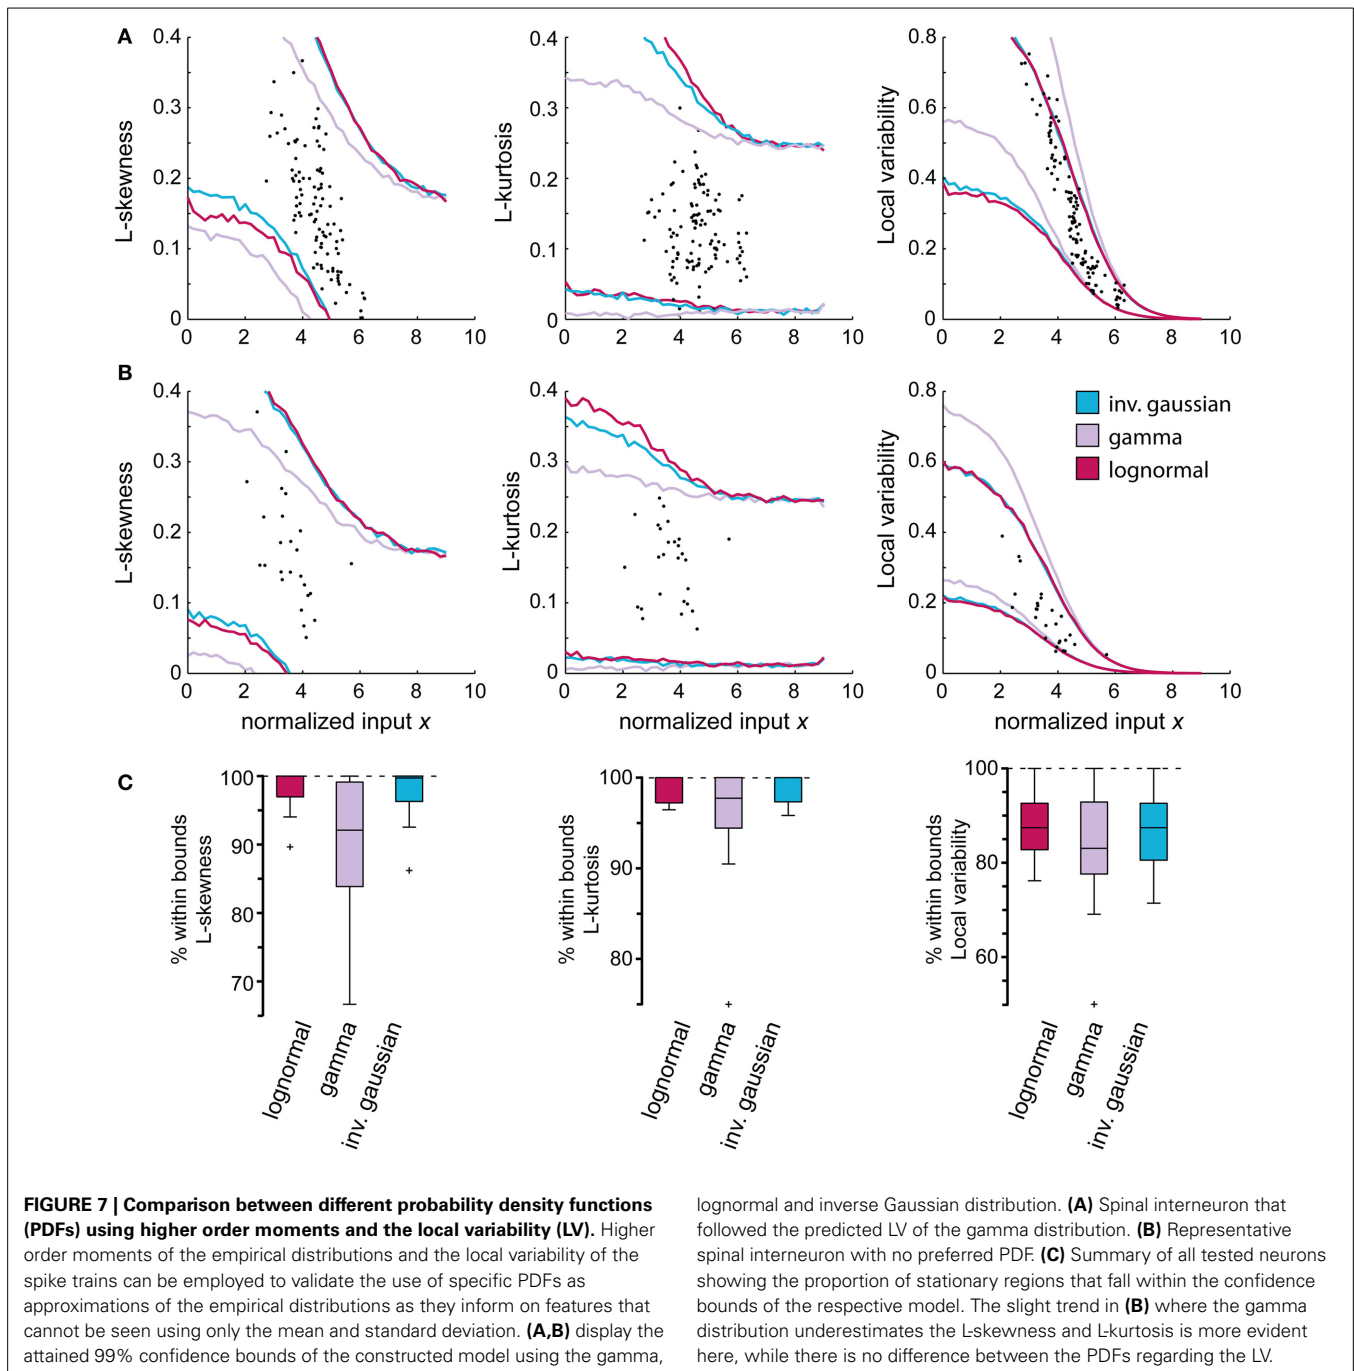 A
0.4
0.3
0.2
0.1
0
L-skewness
0 2 4 6 8 10
0.4
0.3
0.2
0.1
0
L-kurtosis
0 2 4 6 8 10
0.8
0.6
0.4
0.2
0
Local variability
0 2 4 6 8 10
B
0.4
0.3
0.2
0.1
0
L-skewness
0 2 4 6 8 10
normalized input x
0.4
0.3
0.2
0.1
0
L-kurtosis
0 2 4 6 8 10
normalized input x
0.8
0.6
0.4
0.2
0
Local variability
0 2 4 6 8 10
normalized input x
inv. gaussian
gamma
lognormal
C
100
90
80
70
% within bounds
L-skewness
lognormal
gamma
inv. gaussian
100
90
80
% within bounds
L-kurtosis
lognormal
gamma
inv. gaussian
100
80
60
% within bounds
Local variability
lognormal
gamma
inv. gaussian
FIGURE 7 | Comparison between different probability density functions
(PDFs) using higher order moments and the local variability (LV). Higher
order moments of the empirical distributions and the local variability of the
spike trains can be employed to validate the use of specific PDFs as
approximations of the empirical distributions as they inform on features that
cannot be seen using only the mean and standard deviation. (A,B) display the
attained 99% confidence bounds of the constructed model using the gamma,
lognormal and inverse Gaussian distribution. (A) Spinal interneuron that
followed the predicted LV of the gamma distribution. (B) Representative
spinal interneuron with no preferred PDF. (C) Summary of all tested neurons
showing the proportion of stationary regions that fall within the confidence
bounds of the respective model. The slight trend in (B) where the gamma
distribution underestimates the L-skewness and L-kurtosis is more evident
here, while there is no difference between the PDFs regarding the LV.